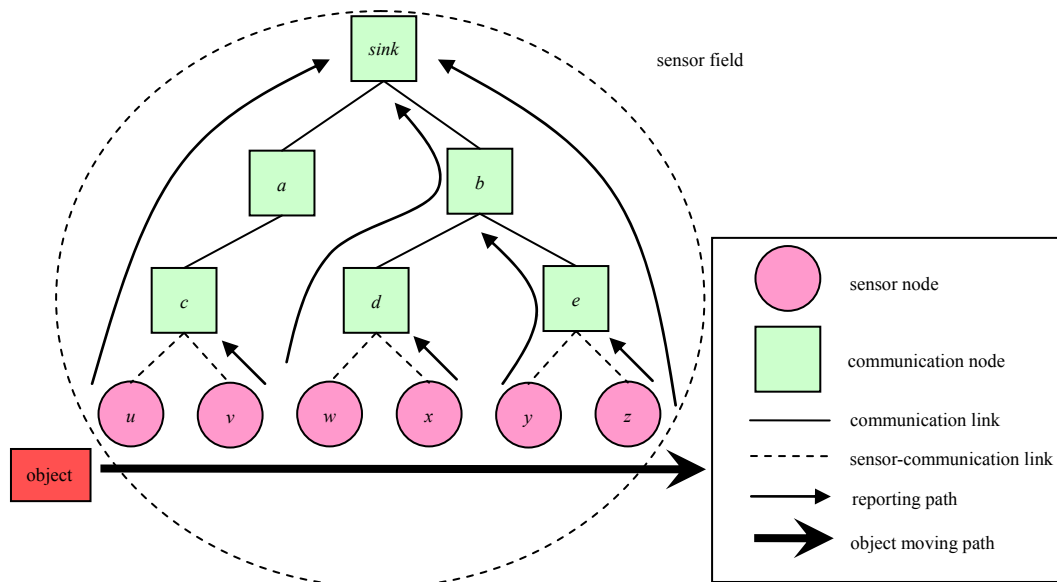 sink
sensor field
a
b
c
d
e
u
v
w
x
y
z
object
sensor node
communication node
communication link
sensor-communication link
reporting path
object moving path